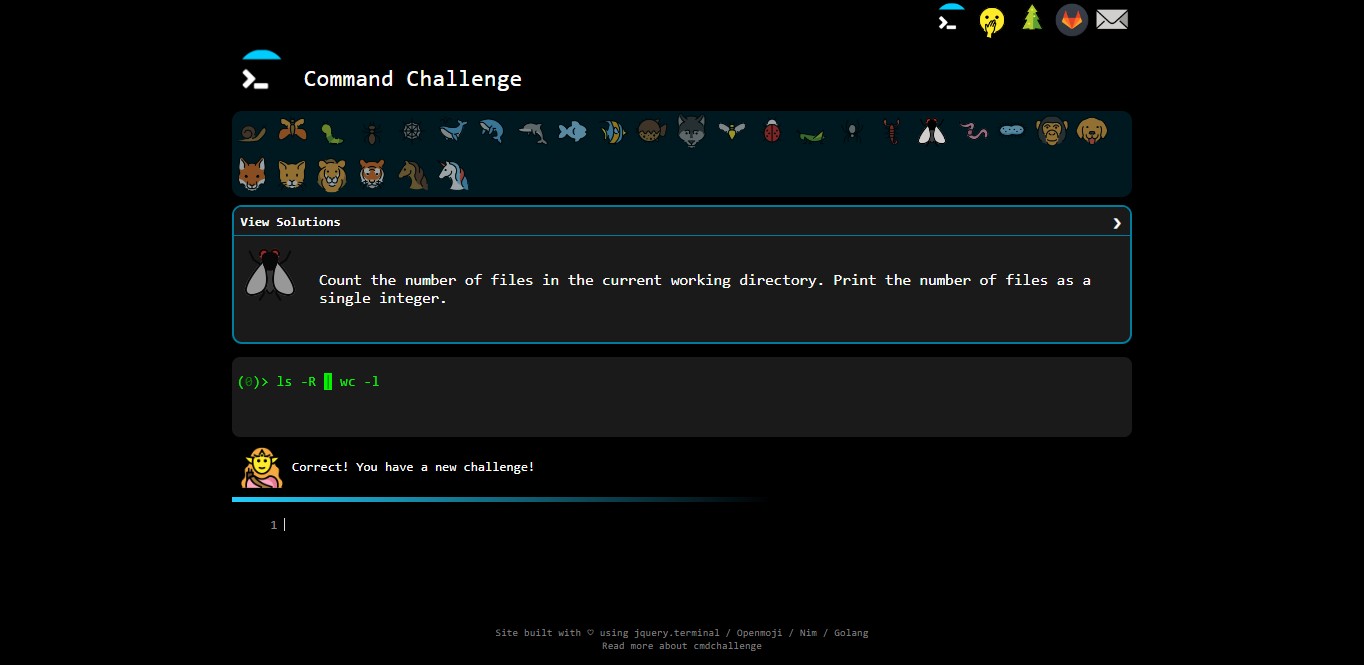 Command Challenge
View Solutions
Count the number of files in the current working directory. Print the number of files as a
single integer.
(0)> ls -R | wc -l
Correct! You have a new challenge!
1
Site built with ♡ using jquery.terminal / Openmoji / Nim / Golang
Read more about cmdchallenge